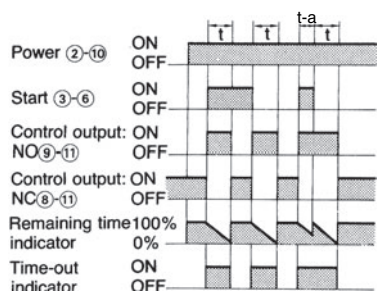 t-a
t t t
Power ②-⑩ ON
OFF
Start ③-⑥ ON
OFF
Control output: ON
NO⑨-⑪ OFF
Control output: ON
NC⑧-⑪ OFF
Remaining time 100%
indicator 0%
Time-out ON
indicator OFF